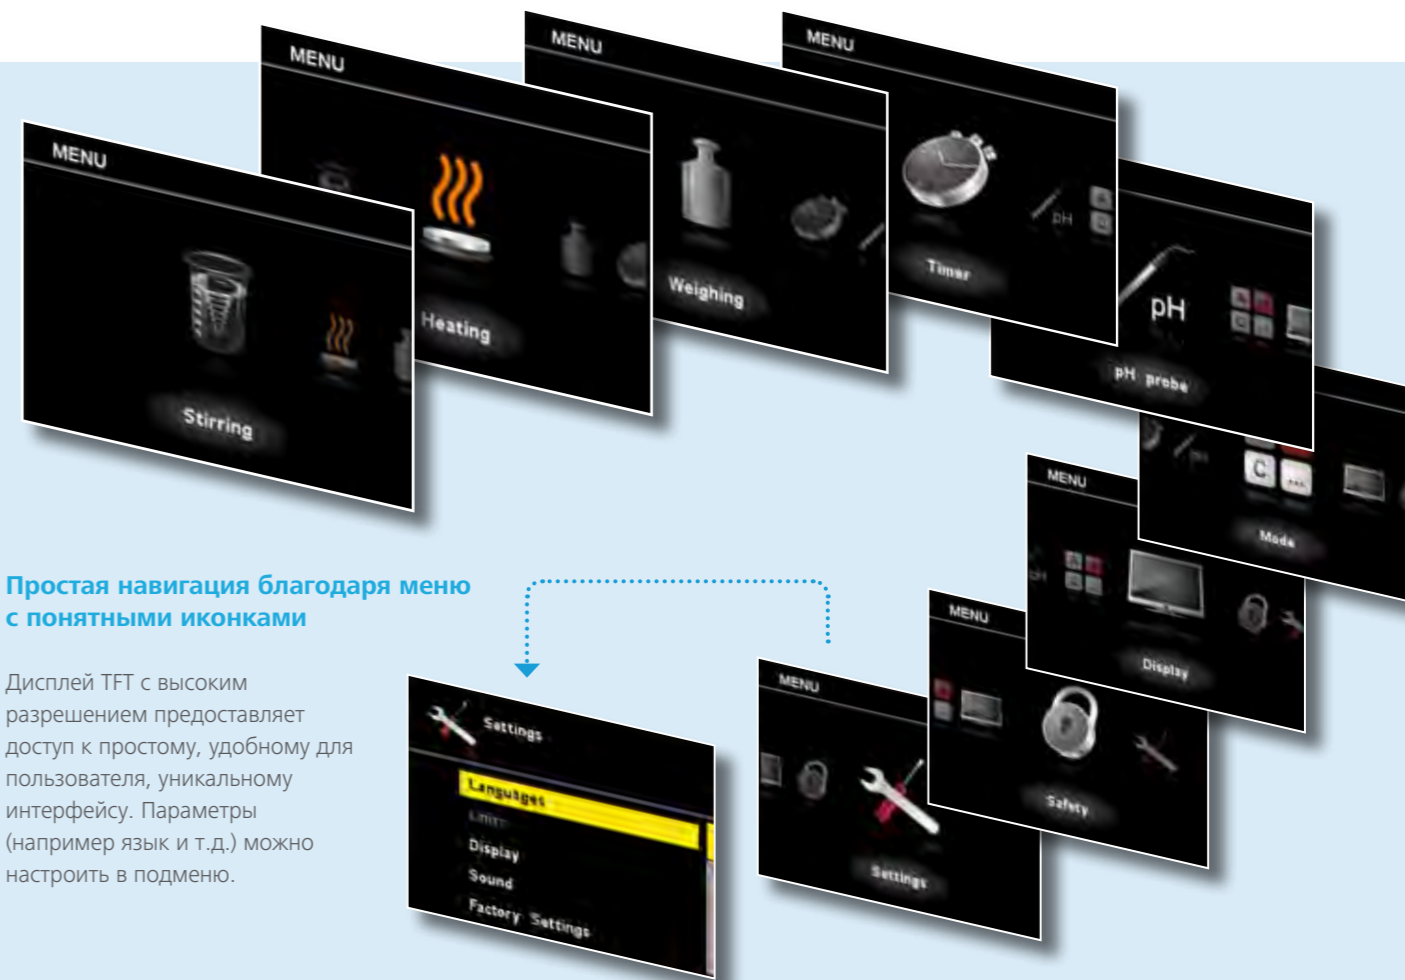 MENU
Stirring
MENU
Heating
MENU
Weighing
MENU
Timer
pH
pH
pH probe
C
...
Mode
MENU
pH
Display
MENU
Safety
MENU
Settings
Простая навигация благодаря меню
с понятными иконками
Дисплей TFT с высоким
разрешением предоставляет
доступ к простому, удобному для
пользователя, уникальному
интерфейсу. Параметры
(например язык и т.д.) можно
настроить в подменю.
Settings
Languages
Display
Sound
Factory Settings